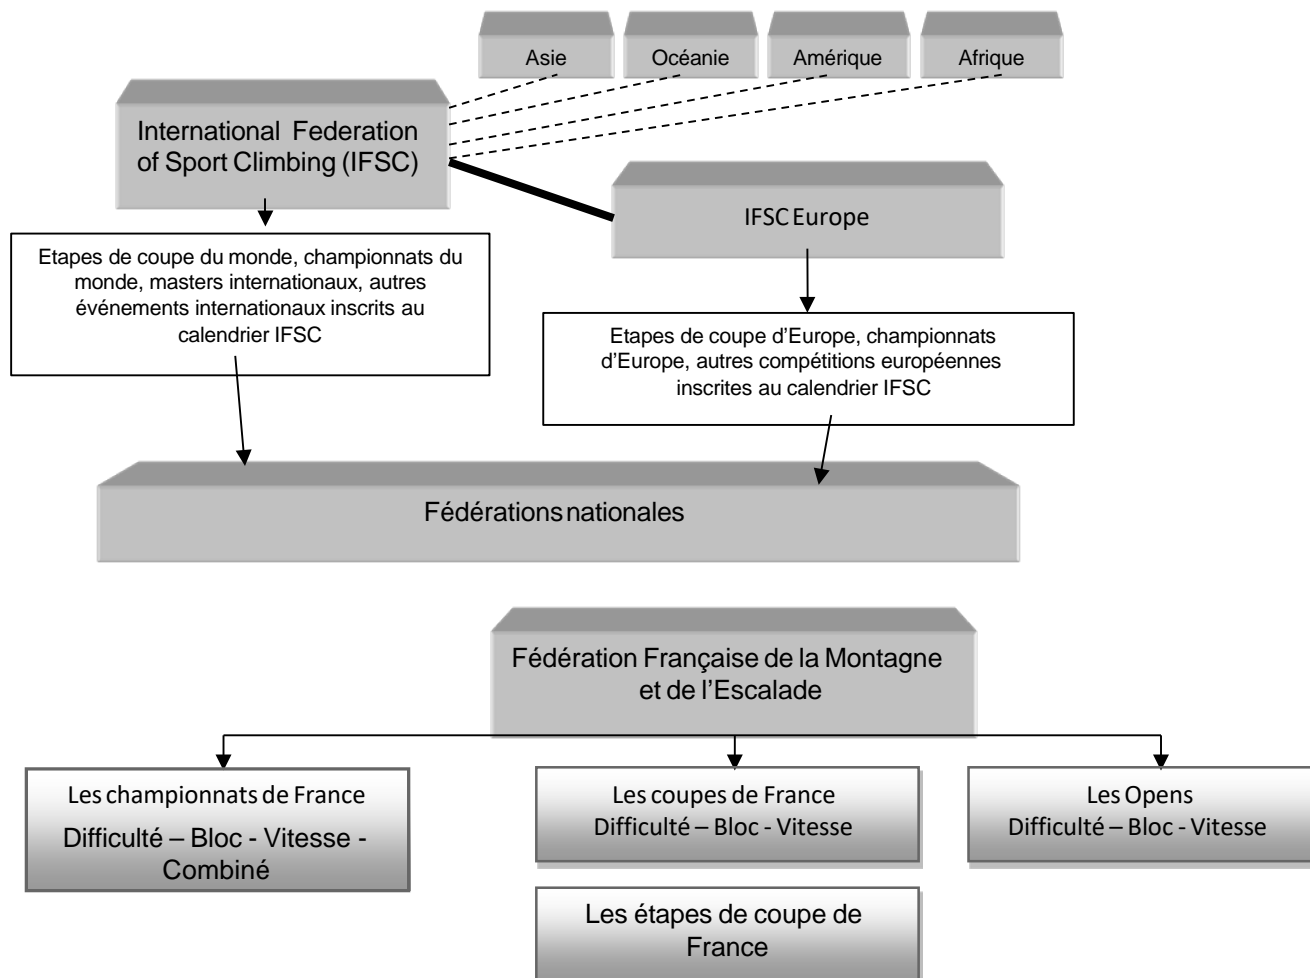 Asie
Océanie
Amérique
Afrique
International Federation
of Sport Climbing (IFSC)
IFSC Europe
Etapes de coupe du monde, championnats du
monde, masters internationaux, autres
événements internationaux inscrits au
calendrier IFSC
Etapes de coupe d’Europe, championnats
d’Europe, autres compétitions européennes
inscrites au calendrier IFSC
Fédérations nationales
Fédération Française de la Montagne
et de l’Escalade
Les championnats de France
Difficulté – Bloc - Vitesse -
Combiné
Les coupes de France
Difficulté – Bloc - Vitesse
Les Opens
Difficulté – Bloc - Vitesse
Les étapes de coupe de
France